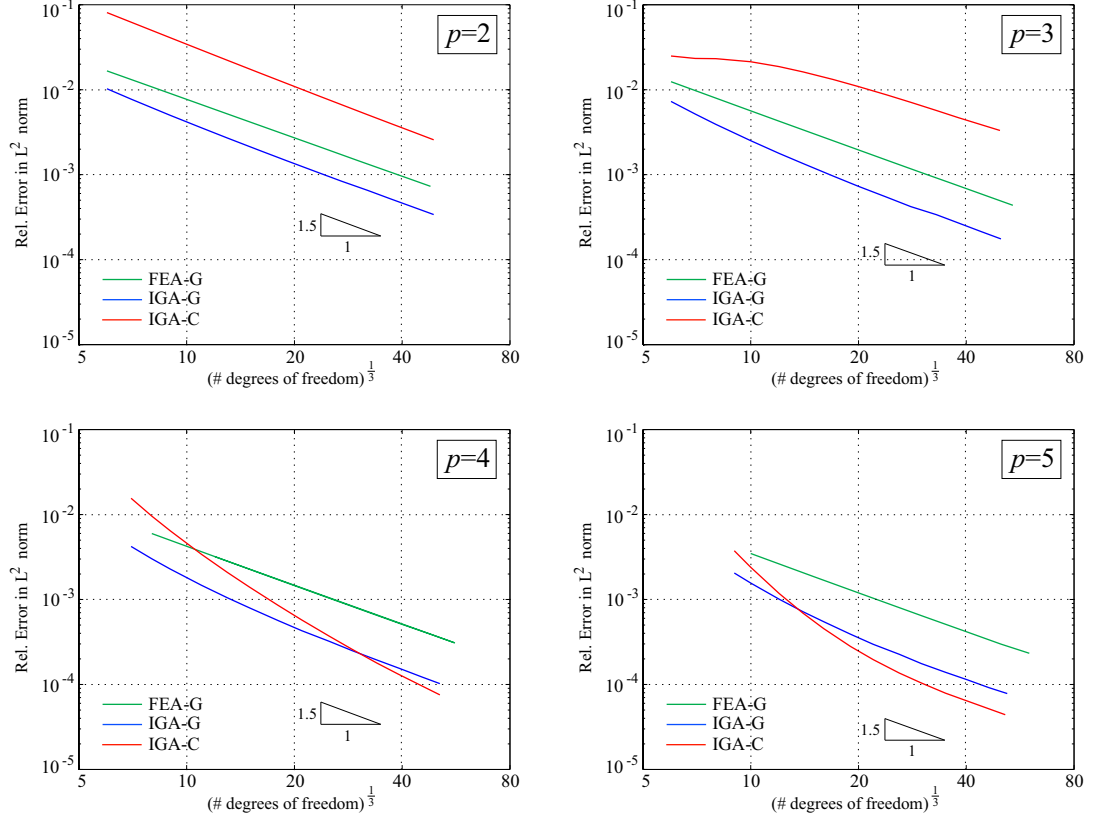 p=2
Rel. Error in L² norm
10⁻¹
10⁻²
10⁻³
10⁻⁴
10⁻⁵
1.5
1
FEA-G
IGA-G
IGA-C
5 10 20 40 80
(# degrees of freedom)^(1/3)
p=3
Rel. Error in L² norm
10⁻¹
10⁻²
10⁻³
10⁻⁴
10⁻⁵
1.5
1
FEA-G
IGA-G
IGA-C
5 10 20 40 80
(# degrees of freedom)^(1/3)
p=4
Rel. Error in L² norm
10⁻¹
10⁻²
10⁻³
10⁻⁴
10⁻⁵
1.5
1
FEA-G
IGA-G
IGA-C
5 10 20 40 80
(# degrees of freedom)^(1/3)
p=5
Rel. Error in L² norm
10⁻¹
10⁻²
10⁻³
10⁻⁴
10⁻⁵
1.5
1
FEA-G
IGA-G
IGA-C
5 10 20 40 80
(# degrees of freedom)^(1/3)